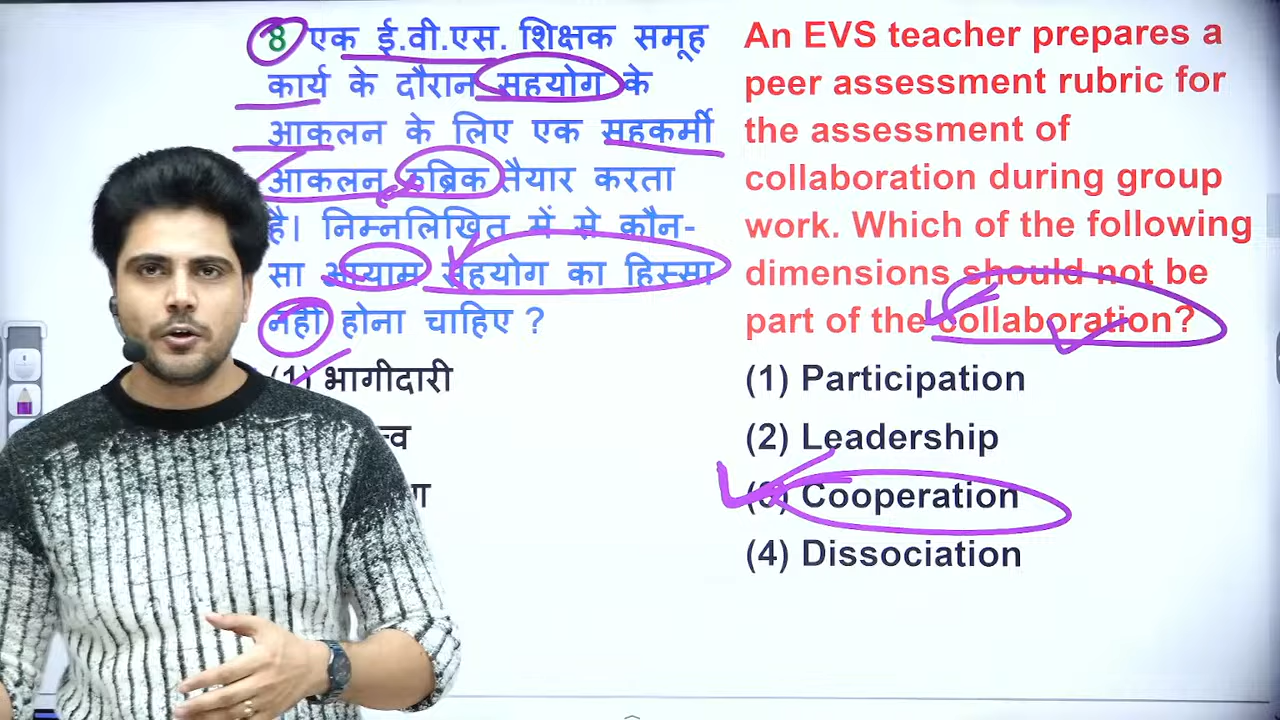 8 एक ई.वी.एस. शिक्षक समूह
कार्य के दौरान सहयोग के
आकलन के लिए एक सहकर्मी
आकलन रुब्रिक तैयार करता
है। निम्नलिखित में से कौन-
सा आयाम सहयोग का हिस्सा
नहीं होना चाहिए ?
(1) भागीदारी
An EVS teacher prepares a
peer assessment rubric for
the assessment of
collaboration during group
work. Which of the following
dimensions should not be
part of the collaboration?
(1) Participation
(2) Leadership
(3) Cooperation
(4) Dissociation